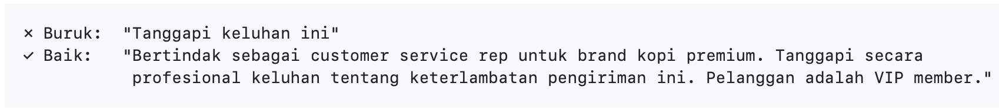 × Buruk:  "Tanggapi keluhan ini"
✓ Baik:   "Bertindak sebagai customer service rep untuk brand kopi premium. Tanggapi secara
profesional keluhan tentang keterlambatan pengiriman ini. Pelanggan adalah VIP member."